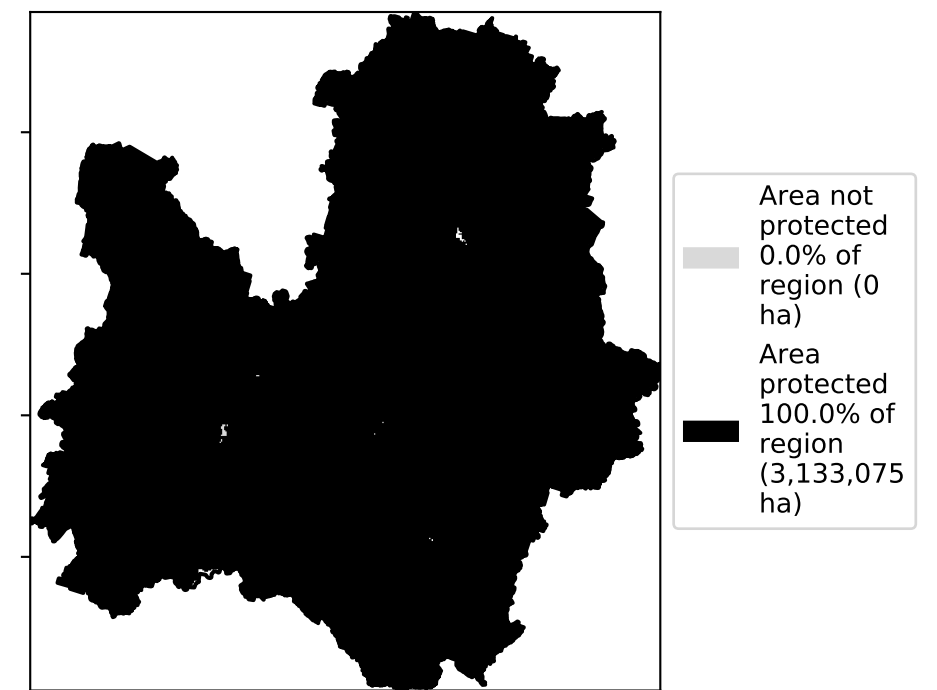 Area not
protected
0.0% of
region (0
ha)
Area
protected
100.0% of
region
(3,133,075
ha)